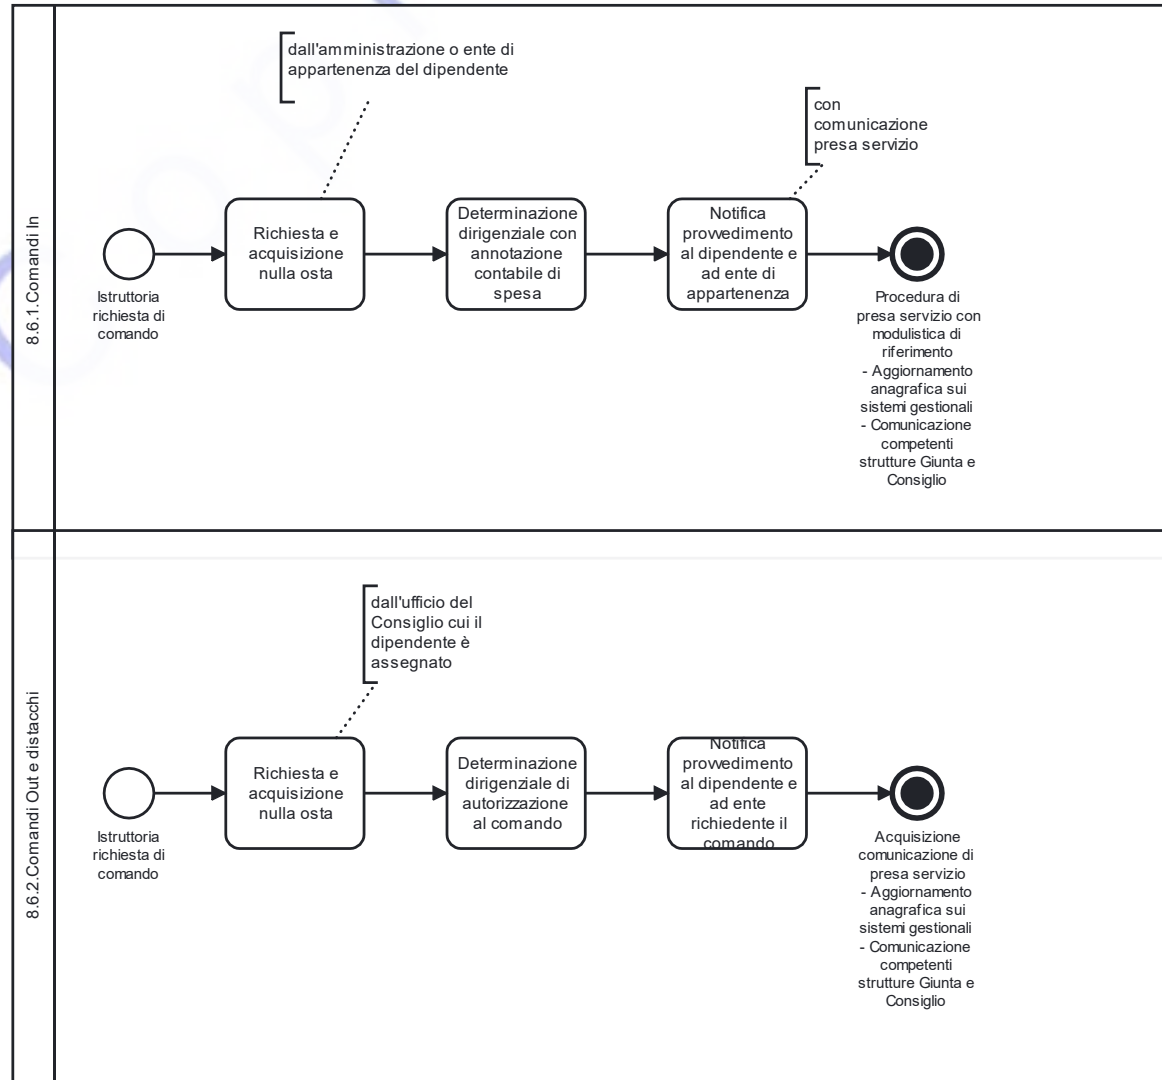 8.6.1.Comandi In
dall'amministrazione o ente di
appartenenza del dipendente
con
comunicazione
presa servizio
Istruttoria
richiesta di
comando
Richiesta e
acquisizione
nulla osta
Determinazione
dirigenziale con
annotazione
contabile di
spesa
Notifica
provvedimento
al dipendente e
ad ente di
appartenenza
Procedura di
presa servizio con
modulistica di
riferimento
- Aggiornamento
anagrafica sui
sistemi gestionali
- Comunicazione
competenti
strutture Giunta e
Consiglio
8.6.2.Comandi Out e distacchi
dall'ufficio del
Consiglio cui il
dipendente è
assegnato
Istruttoria
richiesta di
comando
Richiesta e
acquisizione
nulla osta
Determinazione
dirigenziale di
autorizzazione
al comando
Notifica
provvedimento
al dipendente e
ad ente
richiedente il
comando
Acquisizione
comunicazione di
presa servizio
- Aggiornamento
anagrafica sui
sistemi gestionali
- Comunicazione
competenti
strutture Giunta e
Consiglio